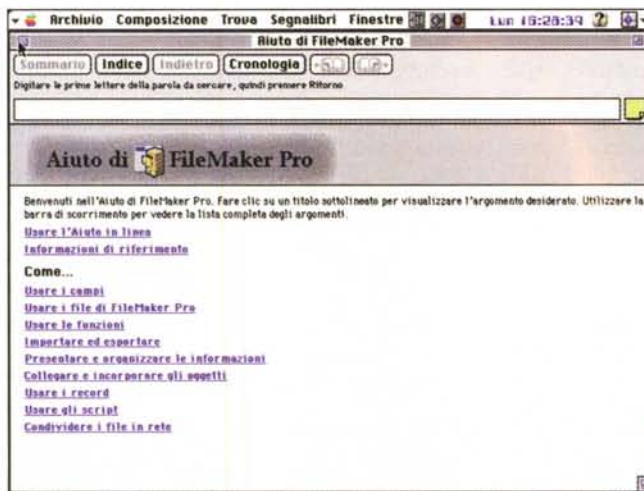 Archivio Composizione Trova Segnalibri Finestre Lun 16:28:39
Aiuto di FileMaker Pro
Sommario Indice Indietro Cronologia
Digitare le prime lettere della parola da cercare, quindi premere Ritorno
Aiuto di FileMaker Pro
Benvenuti nell'Aiuto di FileMaker Pro. Fare clic su un titolo sottolineato per visualizzare l'argomento desiderato. Utilizzare la
barra di scorrimento per vedere la lista completa degli argomenti.
Usare l'Aiuto in linea
Informazioni di riferimento
Come...
Usare i campi
Usare i file di FileMaker Pro
Usare le funzioni
Importare ed esportare
Presentare e organizzare le informazioni
Collegare e incorporare gli oggetti
Usare i record
Usare gli script
Condividere i file in rete